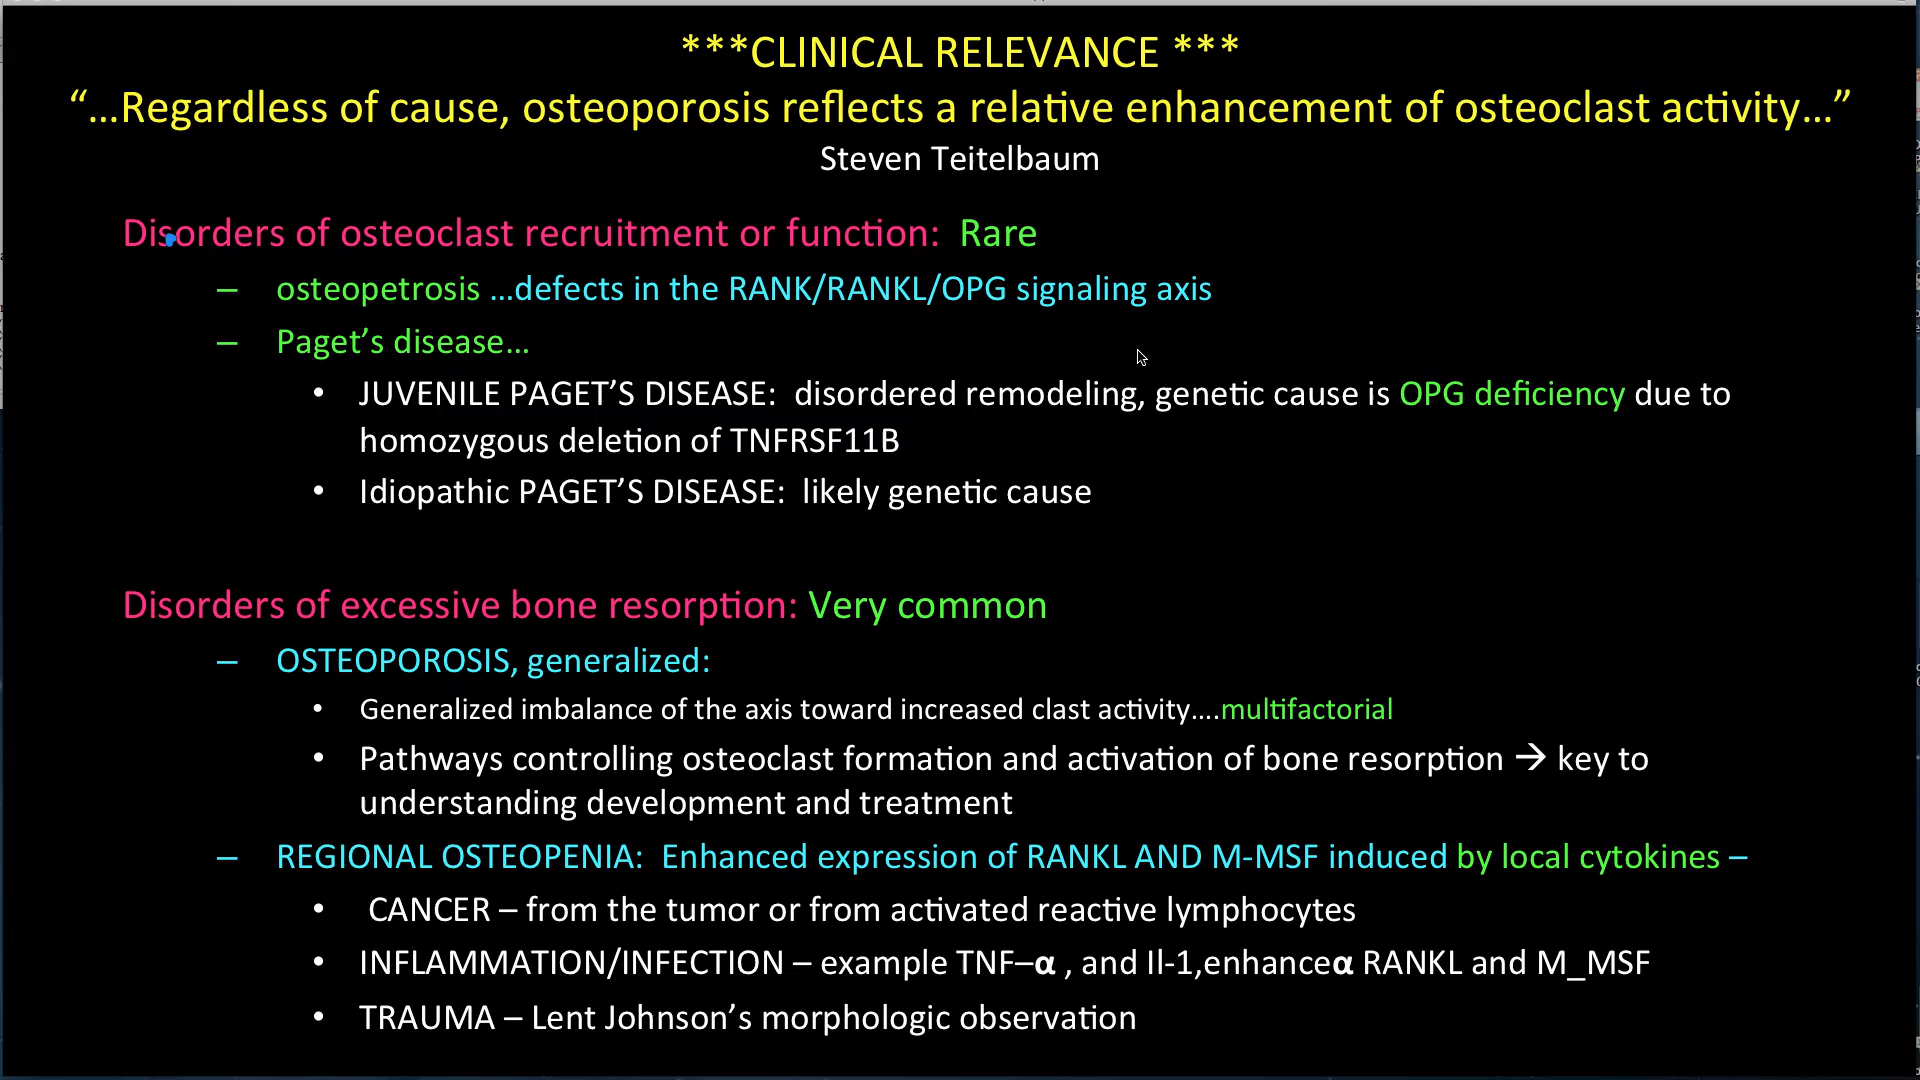 ***CLINICAL RELEVANCE ***
“…Regardless of cause, osteoporosis reflects a relative enhancement of osteoclast activity…”
Steven Teitelbaum
Disorders of osteoclast recruitment or function:  Rare
– osteopetrosis …defects in the RANK/RANKL/OPG signaling axis
– Paget’s disease…
• JUVENILE PAGET’S DISEASE:  disordered remodeling, genetic cause is OPG deficiency due to
homozygous deletion of TNFRSF11B
• Idiopathic PAGET’S DISEASE:  likely genetic cause
Disorders of excessive bone resorption: Very common
– OSTEOPOROSIS, generalized:
• Generalized imbalance of the axis toward increased clast activity….multifactorial
• Pathways controlling osteoclast formation and activation of bone resorption → key to
understanding development and treatment
– REGIONAL OSTEOPENIA:  Enhanced expression of RANKL AND M-MSF induced by local cytokines –
• CANCER – from the tumor or from activated reactive lymphocytes
• INFLAMMATION/INFECTION – example TNF–α , and Il-1,enhanceα RANKL and M_MSF
• TRAUMA – Lent Johnson’s morphologic observation